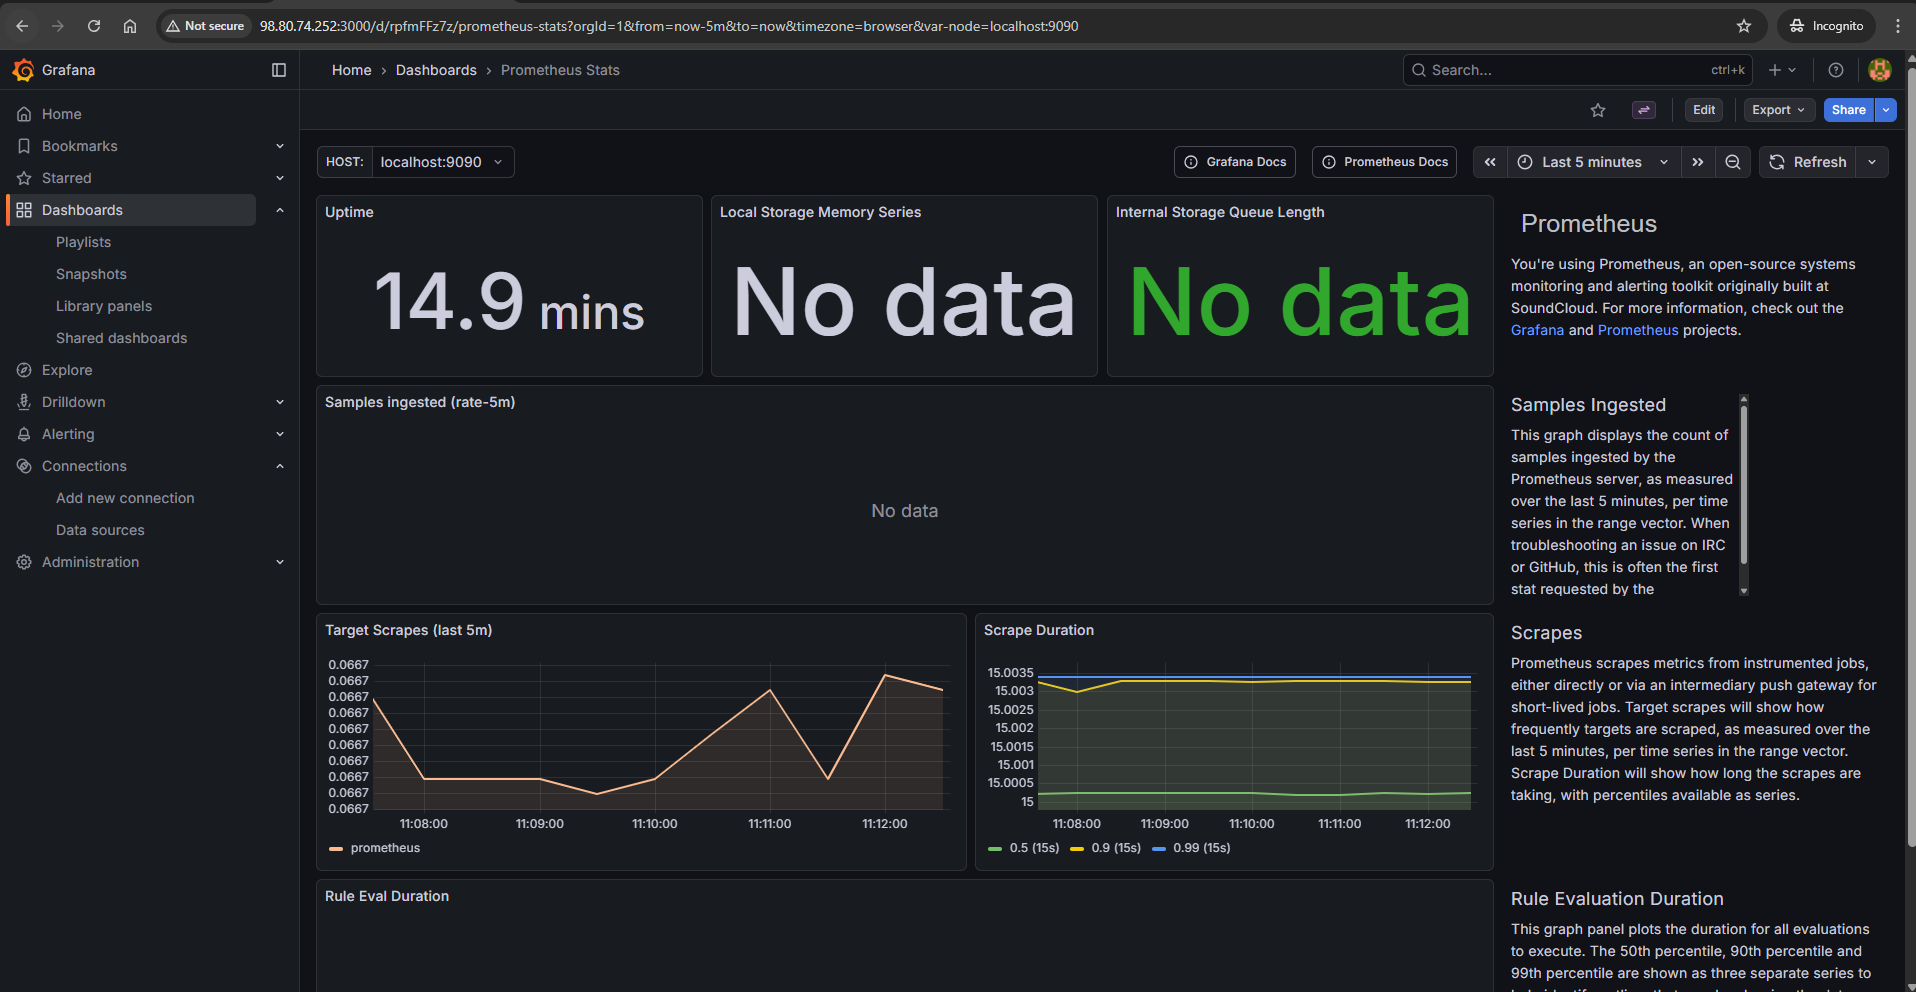 Not secure 98.80.74.252:3000/d/rpfmFFz7z/prometheus-stats?orgId=1&from=now-5m&to=now&timezone=browser&var-node=localhost:9090 Incognito
Grafana
Home › Dashboards › Prometheus Stats
Search... ctrl+k
Edit Export Share
Home
Bookmarks
Starred
Dashboards
Playlists
Snapshots
Library panels
Shared dashboards
Explore
Drilldown
Alerting
Connections
Add new connection
Data sources
Administration
HOST: localhost:9090
Grafana Docs Prometheus Docs Last 5 minutes Refresh
Uptime
14.9 mins
Local Storage Memory Series
No data
Internal Storage Queue Length
No data
Prometheus
You're using Prometheus, an open-source systems
monitoring and alerting toolkit originally built at
SoundCloud. For more information, check out the
Grafana and Prometheus projects.
Samples ingested (rate-5m)
No data
Samples Ingested
This graph displays the count of
samples ingested by the
Prometheus server, as measured
over the last 5 minutes, per time
series in the range vector. When
troubleshooting an issue on IRC
or GitHub, this is often the first
stat requested by the
Target Scrapes (last 5m)
0.0667
0.0667
0.0667
0.0667
0.0667
0.0667
0.0667
0.0667
0.0667
0.0667
11:08:00 11:09:00 11:10:00 11:11:00 11:12:00
prometheus
Scrape Duration
15.0035
15.003
15.0025
15.002
15.0015
15.001
15.0005
15
11:08:00 11:09:00 11:10:00 11:11:00 11:12:00
0.5 (15s) 0.9 (15s) 0.99 (15s)
Scrapes
Prometheus scrapes metrics from instrumented jobs,
either directly or via an intermediary push gateway for
short-lived jobs. Target scrapes will show how
frequently targets are scraped, as measured over the
last 5 minutes, per time series in the range vector.
Scrape Duration will show how long the scrapes are
taking, with percentiles available as series.
Rule Eval Duration
Rule Evaluation Duration
This graph panel plots the duration for all evaluations
to execute. The 50th percentile, 90th percentile and
99th percentile are shown as three separate series to